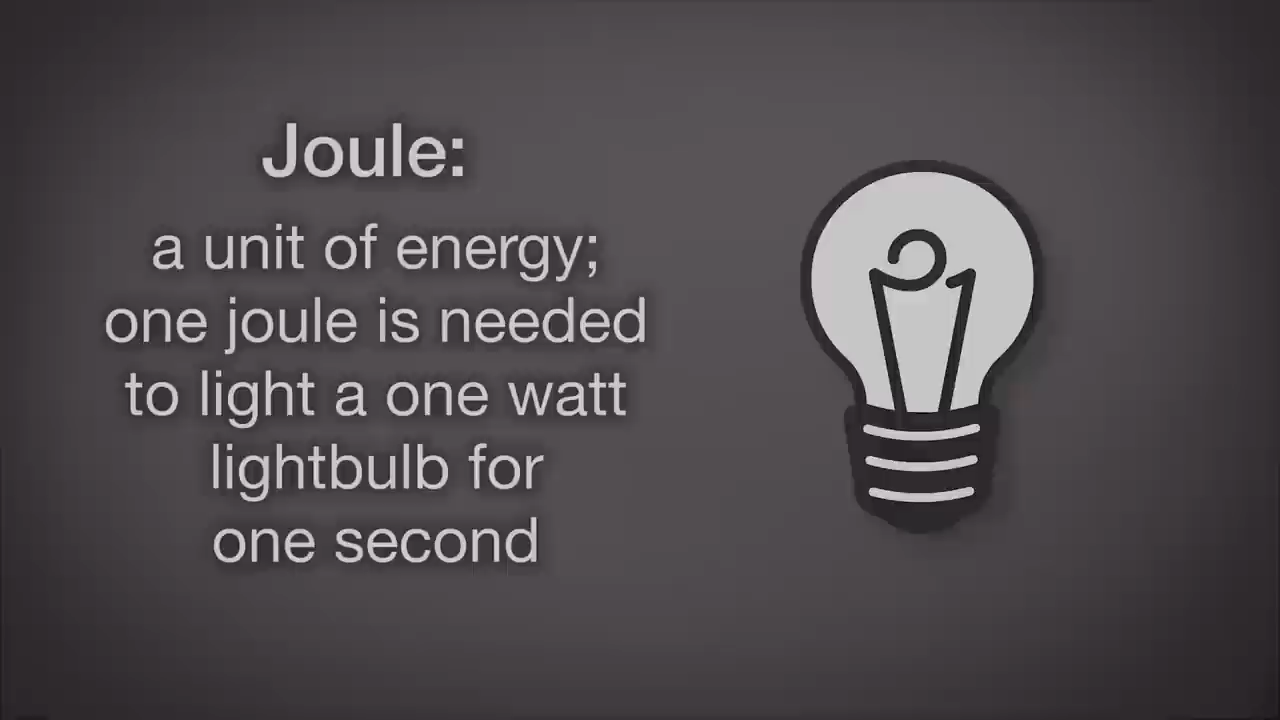 Joule:
a unit of energy;
one joule is needed
to light a one watt
lightbulb for
one second